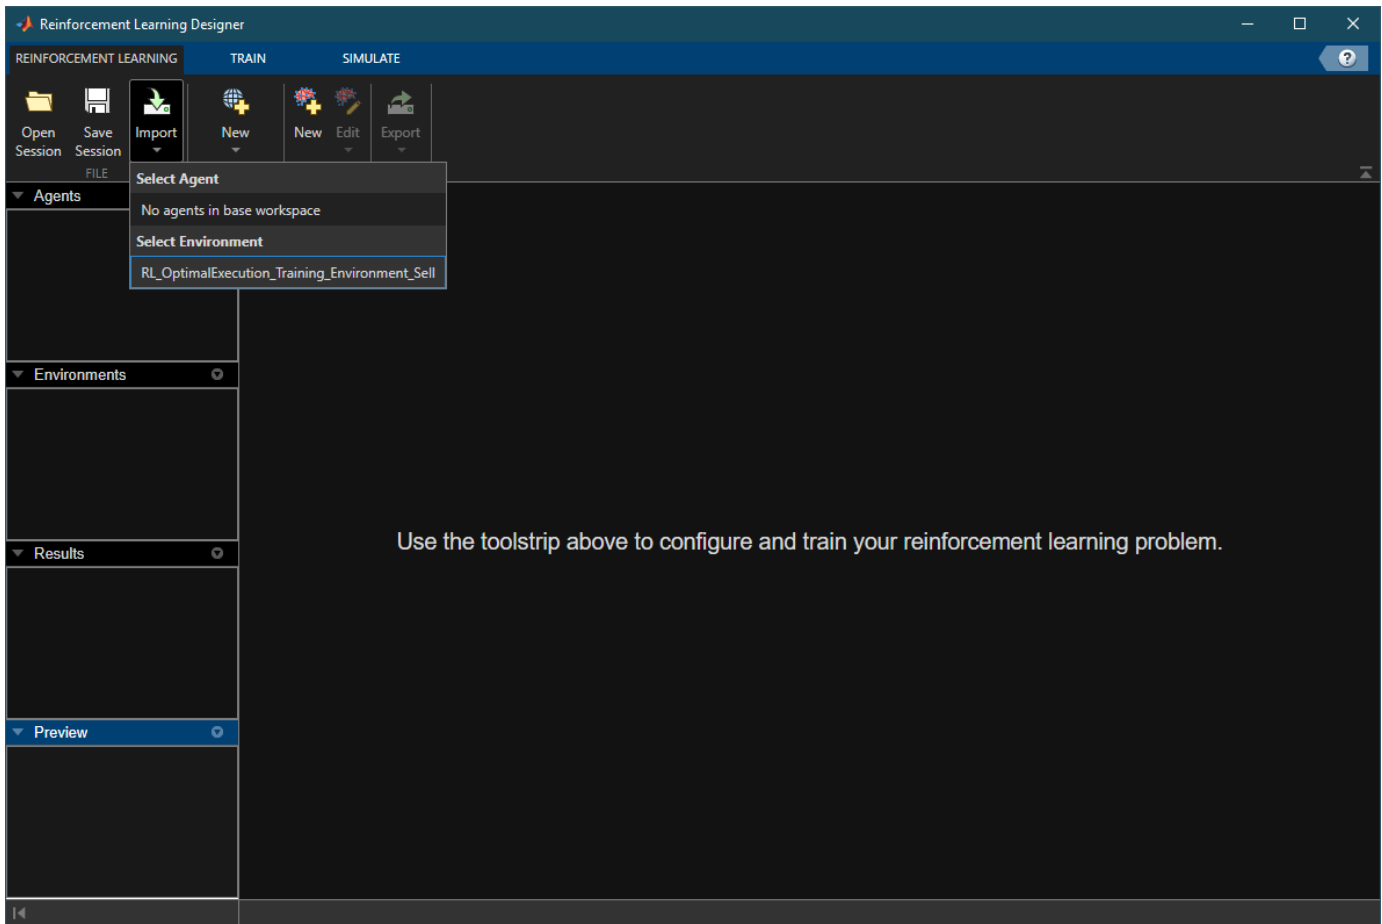 Reinforcement Learning Designer
REINFORCEMENT LEARNING TRAIN SIMULATE
?
Open Session
Save Session
Import
New
New
Edit
Export
FILE
Select Agent
No agents in base workspace
Select Environment
RL_OptimalExecution_Training_Environment_Sell
Agents
Environments
Results
Preview
Use the toolstrip above to configure and train your reinforcement learning problem.